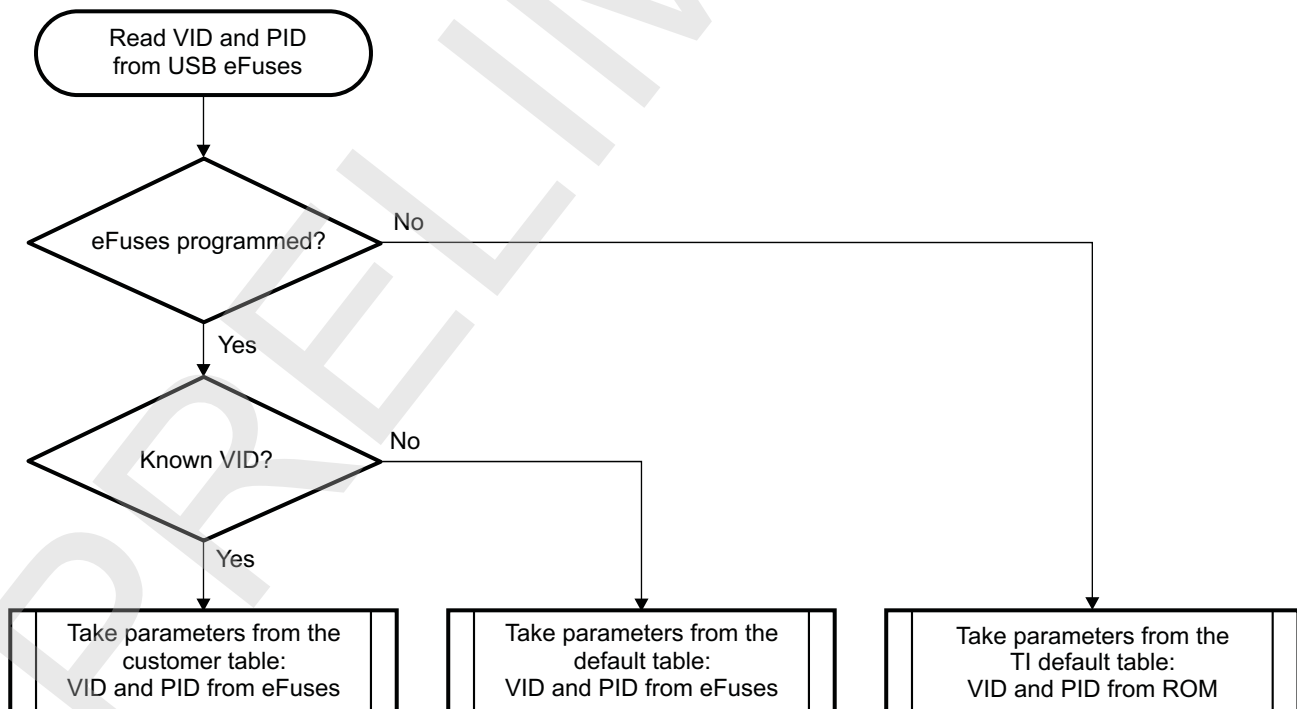 Read VID and PID
from USB eFuses
eFuses programmed?
No
Yes
Known VID?
No
Yes
Take parameters from the
customer table:
VID and PID from eFuses
Take parameters from the
default table:
VID and PID from eFuses
Take parameters from the
TI default table:
VID and PID from ROM
PRELIM